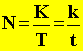 N = K/T = k/t